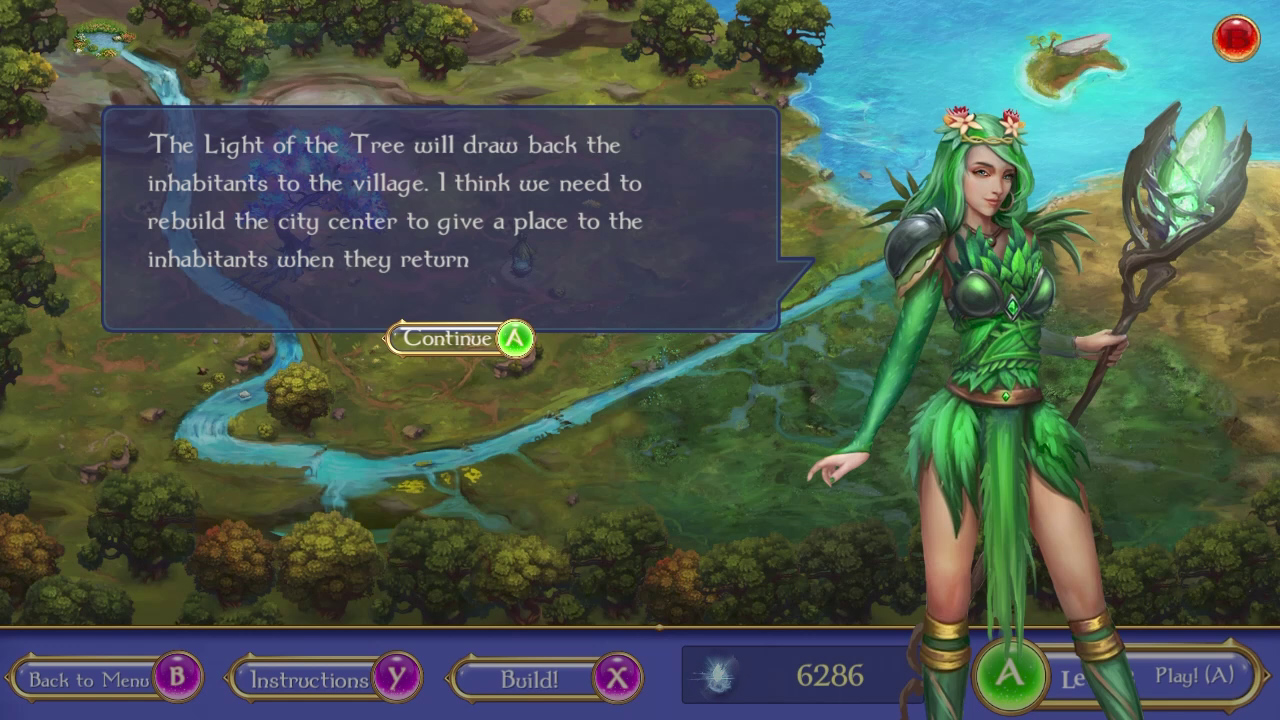 B
The Light of the Tree will draw back the
inhabitants to the village. I think we need to
rebuild the city center to give a place to the
inhabitants when they return
Continue A
Back to Menu B
Instructions Y
Build! X
6286
A Le Play! (A)